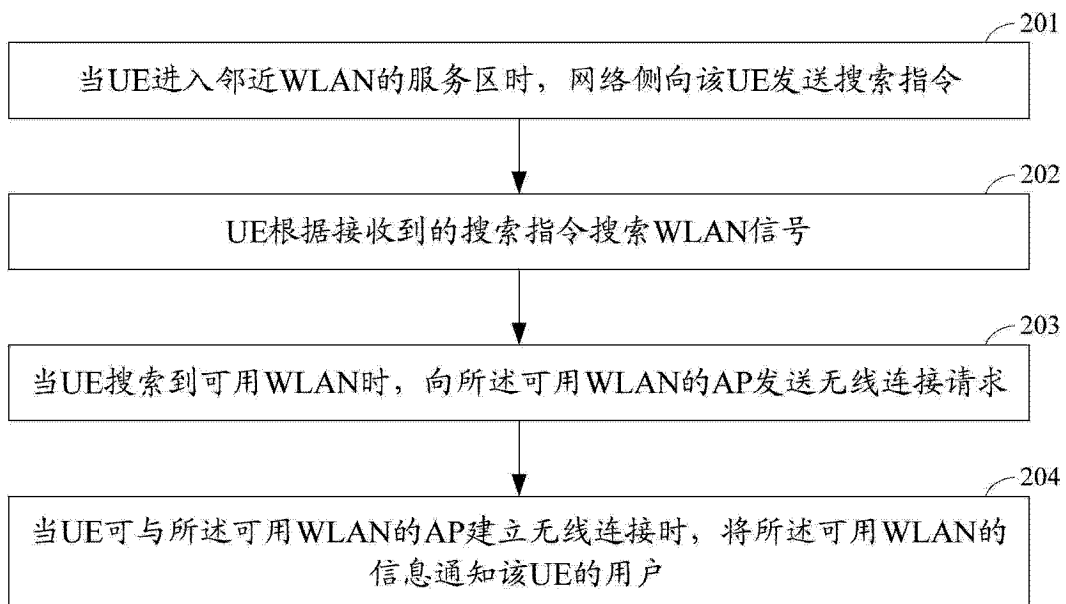 201
当UE进入邻近WLAN的服务区时，网络侧向该UE发送搜索指令
202
UE根据接收到的搜索指令搜索WLAN信号
203
当UE搜索到可用WLAN时，向所述可用WLAN的AP发送无线连接请求
204
当UE可与所述可用WLAN的AP建立无线连接时，将所述可用WLAN的
信息通知该UE的用户